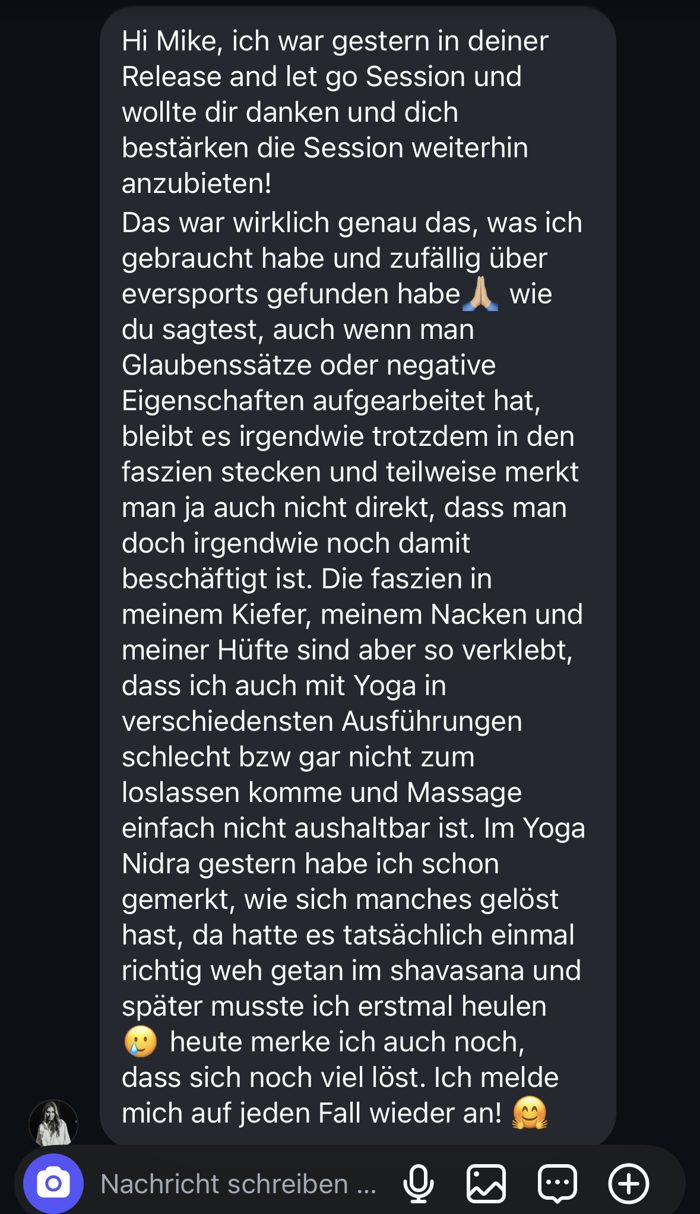 Hi Mike, ich war gestern in deiner
Release and let go Session und
wollte dir danken und dich
bestärken die Session weiterhin
anzubieten!
Das war wirklich genau das, was ich
gebraucht habe und zufällig über
eversports gefunden habe🙏🏼 wie
du sagtest, auch wenn man
Glaubenssätze oder negative
Eigenschaften aufgearbeitet hat,
bleibt es irgendwie trotzdem in den
faszien stecken und teilweise merkt
man ja auch nicht direkt, dass man
doch irgendwie noch damit
beschäftigt ist. Die faszien in
meinem Kiefer, meinem Nacken und
meiner Hüfte sind aber so verklebt,
dass ich auch mit Yoga in
verschiedensten Ausführungen
schlecht bzw gar nicht zum
loslassen komme und Massage
einfach nicht aushaltbar ist. Im Yoga
Nidra gestern habe ich schon
gemerkt, wie sich manches gelöst
hast, da hatte es tatsächlich einmal
richtig weh getan im shavasana und
später musste ich erstmal heulen
🥲 heute merke ich auch noch,
dass sich noch viel löst. Ich melde
mich auf jeden Fall wieder an! 🤗
Nachricht schreiben ...